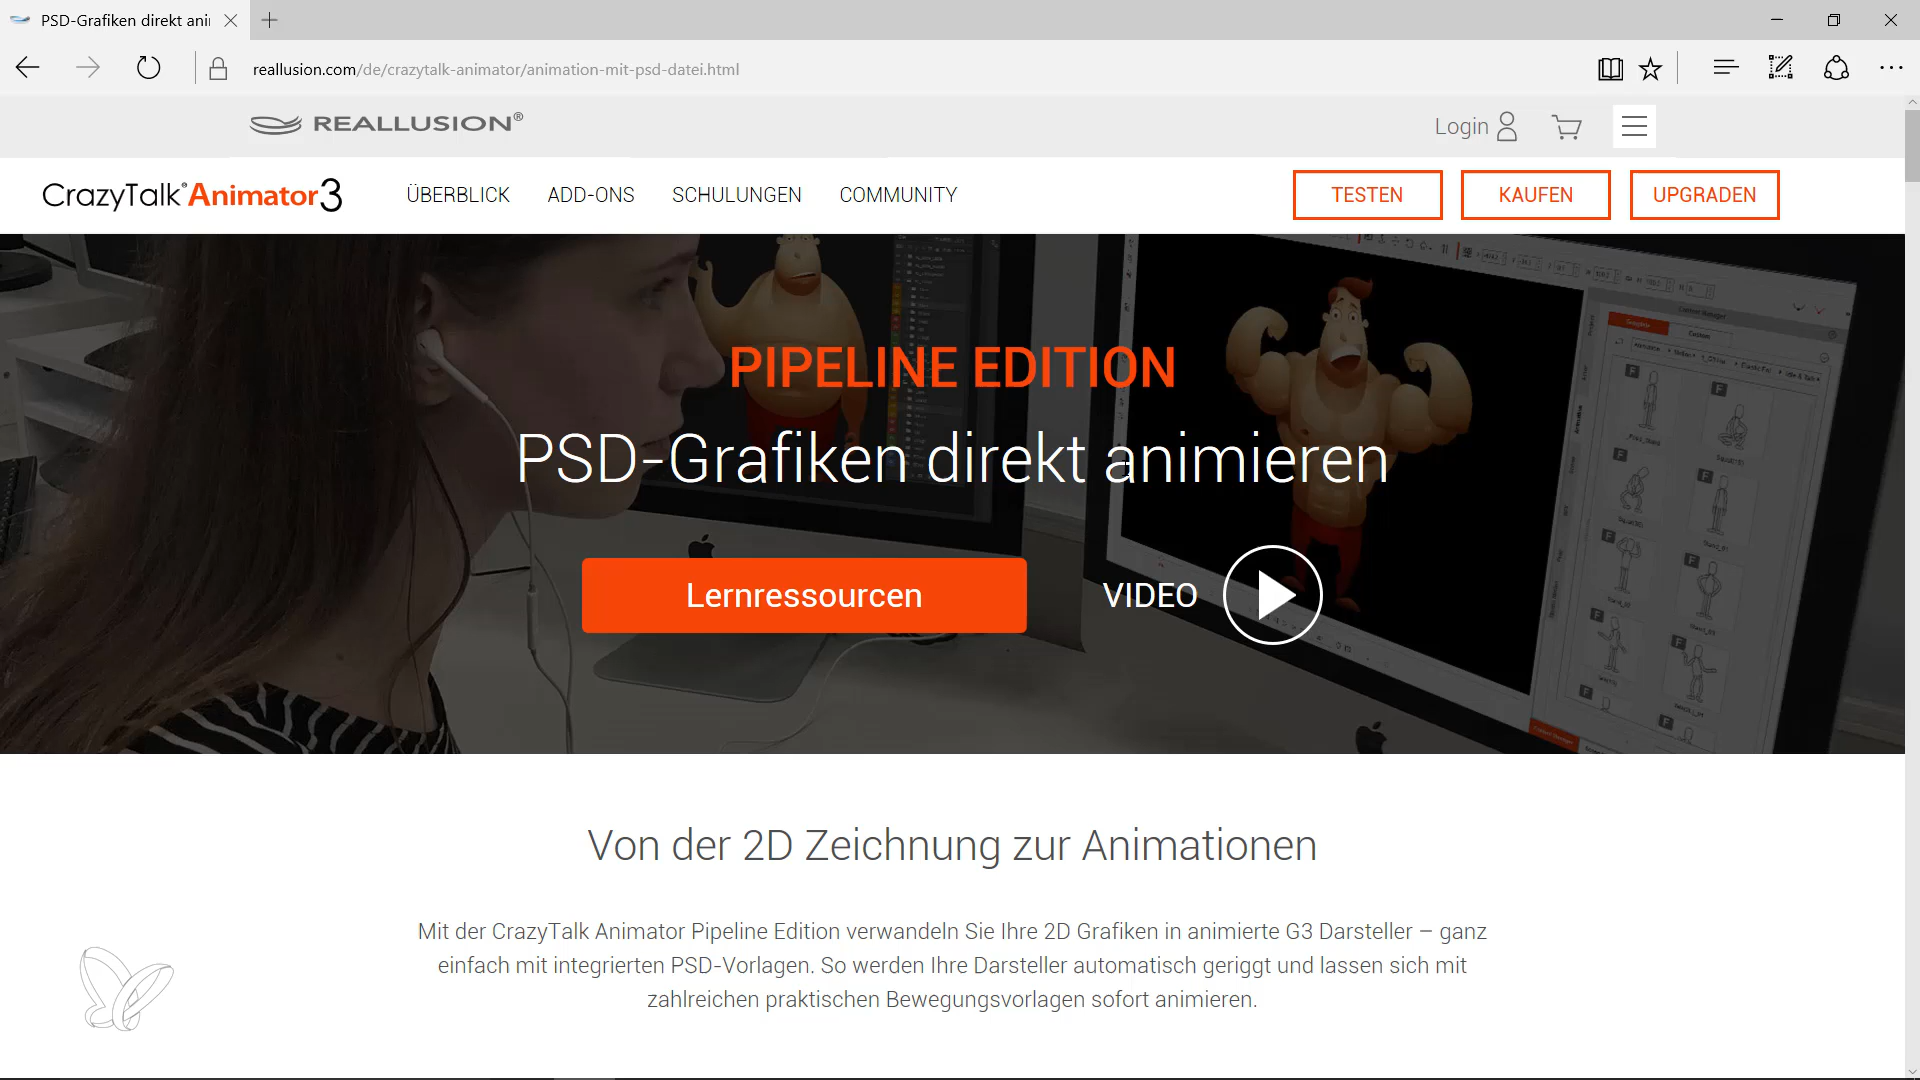 PSD-Grafiken direkt ani
reallusion.com/de/crazytalk-animator/animation-mit-psd-datei.html
REALLUSION®
Login
CrazyTalk®Animator3
ÜBERBLICK
ADD-ONS
SCHULUNGEN
COMMUNITY
TESTEN
KAUFEN
UPGRADEN
PIPELINE EDITION
PSD-Grafiken direkt animieren
Lernressourcen
VIDEO
Von der 2D Zeichnung zur Animationen
Mit der CrazyTalk Animator Pipeline Edition verwandeln Sie Ihre 2D Grafiken in animierte G3 Darsteller – ganz
einfach mit integrierten PSD-Vorlagen. So werden Ihre Darsteller automatisch geriggt und lassen sich mit
zahlreichen praktischen Bewegungsvorlagen sofort animieren.